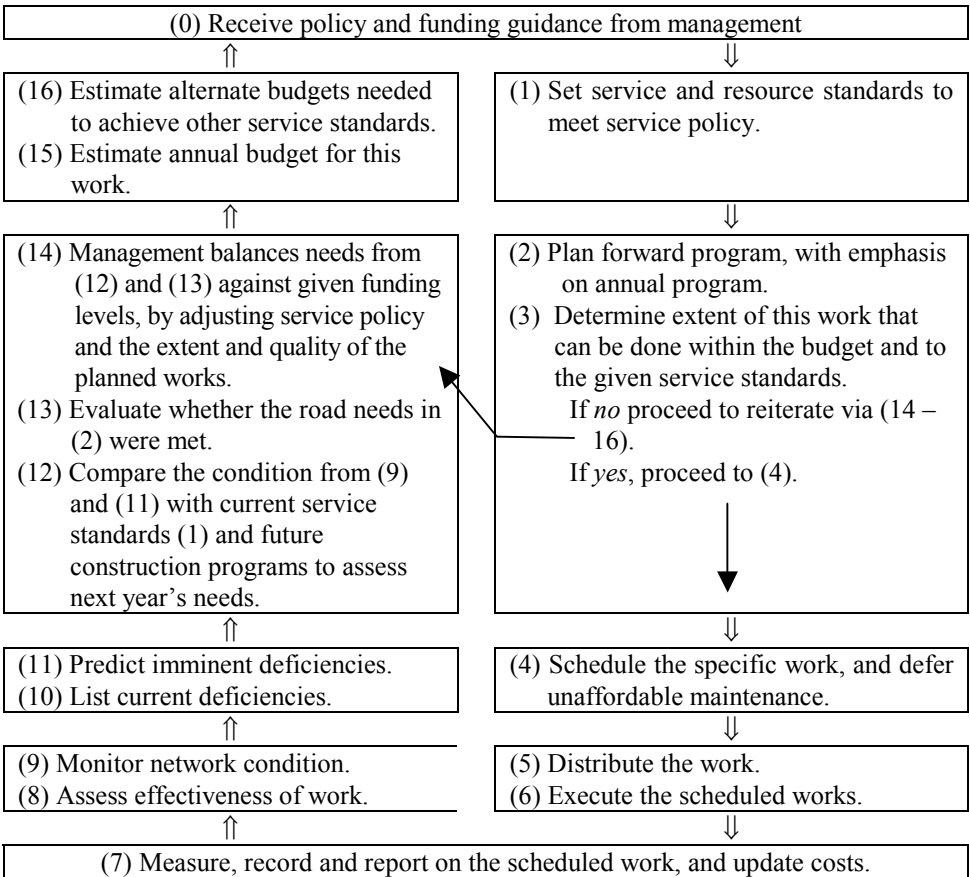 (0) Receive policy and funding guidance from management
⇑
⇓
(16) Estimate alternate budgets needed
to achieve other service standards.
(15) Estimate annual budget for this
work.
(1) Set service and resource standards to
meet service policy.
⇑
⇓
(14) Management balances needs from
(12) and (13) against given funding
levels, by adjusting service policy
and the extent and quality of the
planned works.
(13) Evaluate whether the road needs in
(2) were met.
(12) Compare the condition from (9)
and (11) with current service
standards (1) and future
construction programs to assess
next year’s needs.
(2) Plan forward program, with emphasis
on annual program.
(3) Determine extent of this work that
can be done within the budget and to
the given service standards.
If no proceed to reiterate via (14 –
16).
If yes, proceed to (4).
⇑
⇓
(11) Predict imminent deficiencies.
(10) List current deficiencies.
(4) Schedule the specific work, and defer
unaffordable maintenance.
⇑
⇓
(9) Monitor network condition.
(8) Assess effectiveness of work.
(5) Distribute the work.
(6) Execute the scheduled works.
⇑
⇓
(7) Measure, record and report on the scheduled work, and update costs.